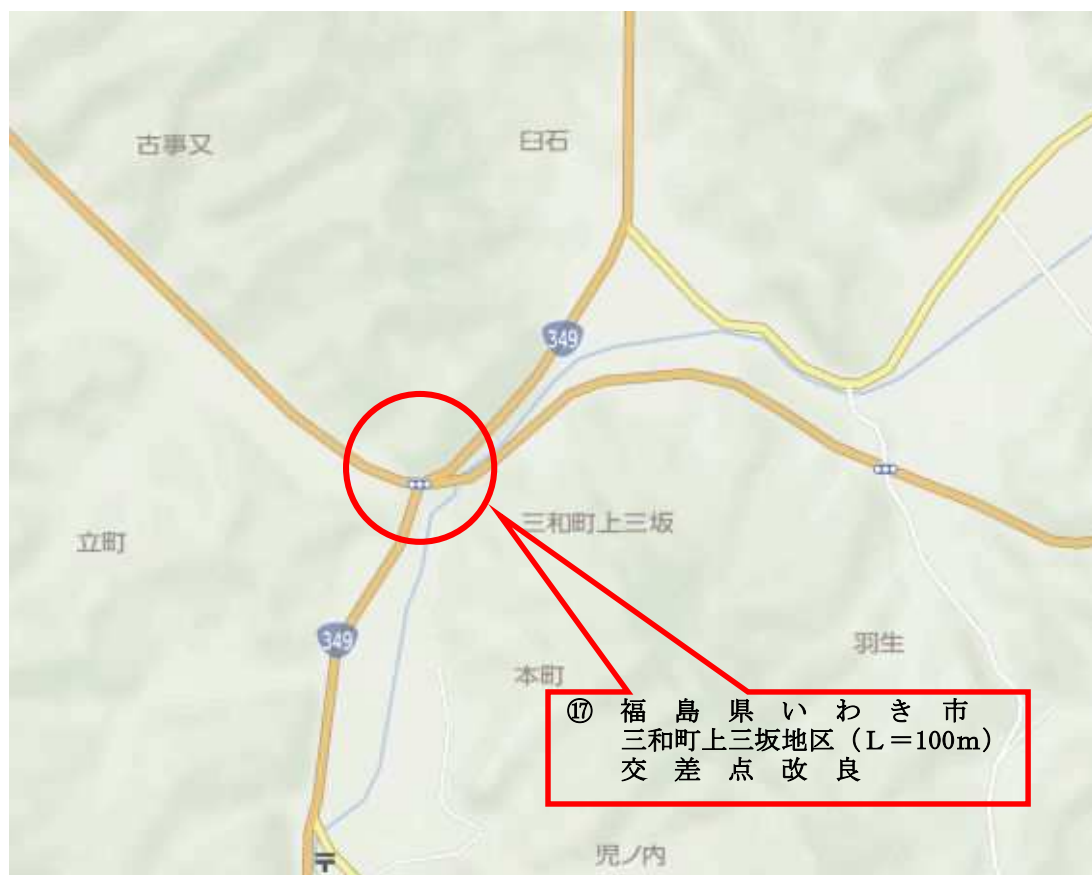 古事又
臼石
349
三和町上三坂
立町
349
羽生
本町
⑰ 福島県いわき市
三和町上三坂地区（L＝100m）
交差点改良
児ノ内